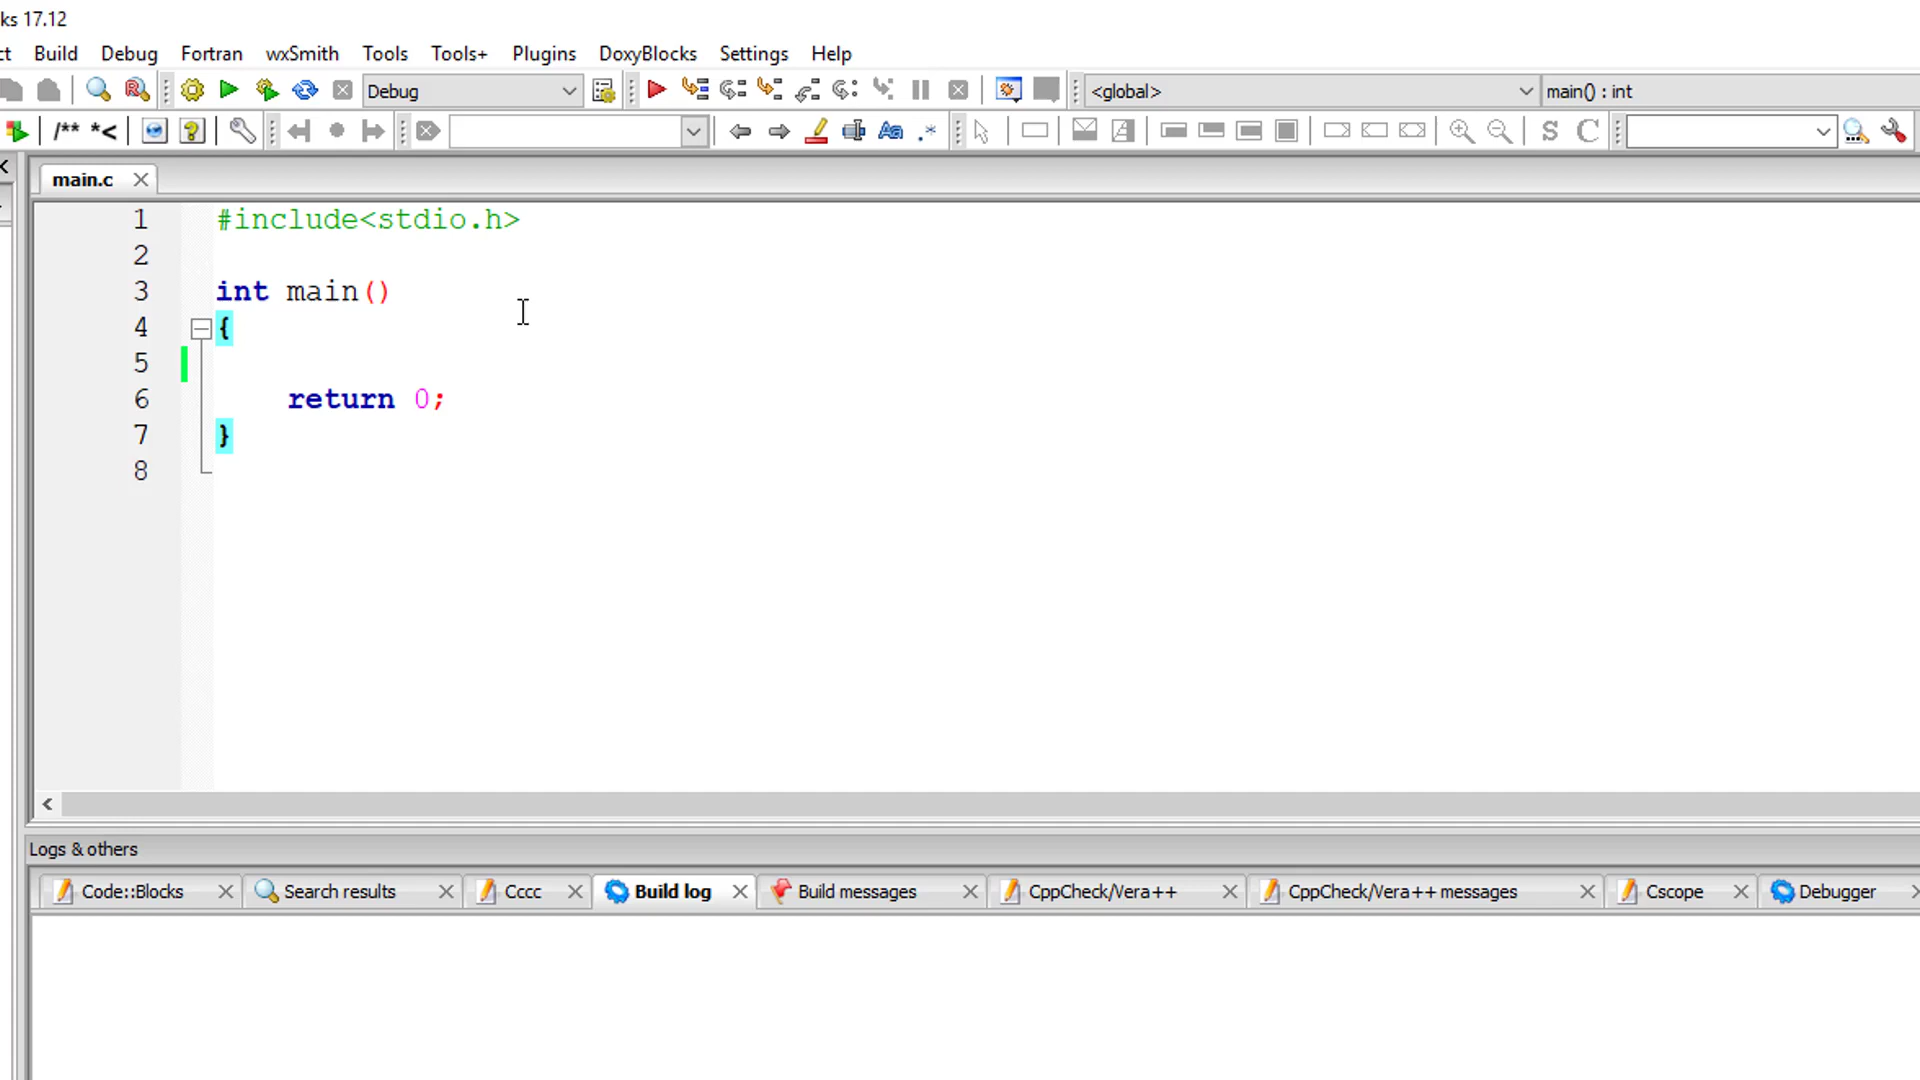 ks 17.12
ct Build Debug Fortran wxSmith Tools Tools+ Plugins DoxyBlocks Settings Help
Debug <global> main() : int
/** *< Aa .* S C
main.c
1 #include<stdio.h>
2
3 int main()
4 {
5
6 return 0;
7 }
8
Logs & others
Code::Blocks Search results Cccc Build log Build messages CppCheck/Vera++ CppCheck/Vera++ messages Cscope Debugger